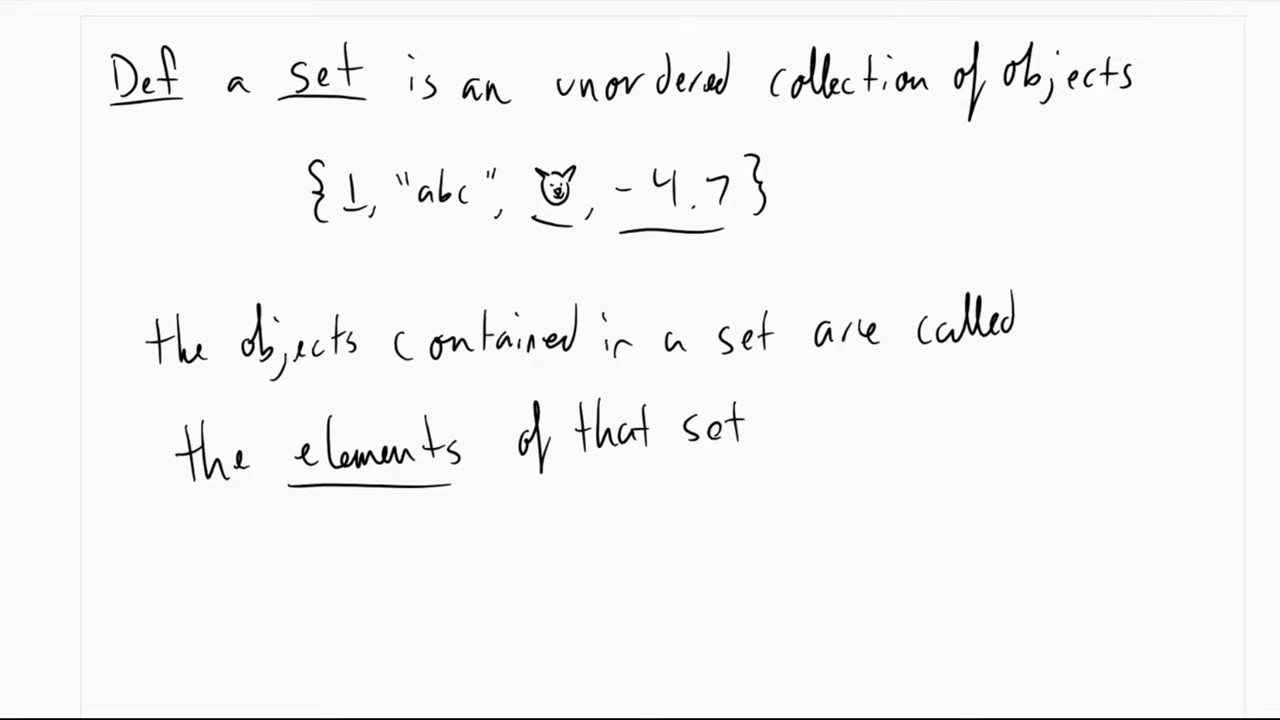 Def a set is an unordered collection of objects
{1, "abc", 🐶, -4.7}
the objects contained in a set are called
the elements of that set